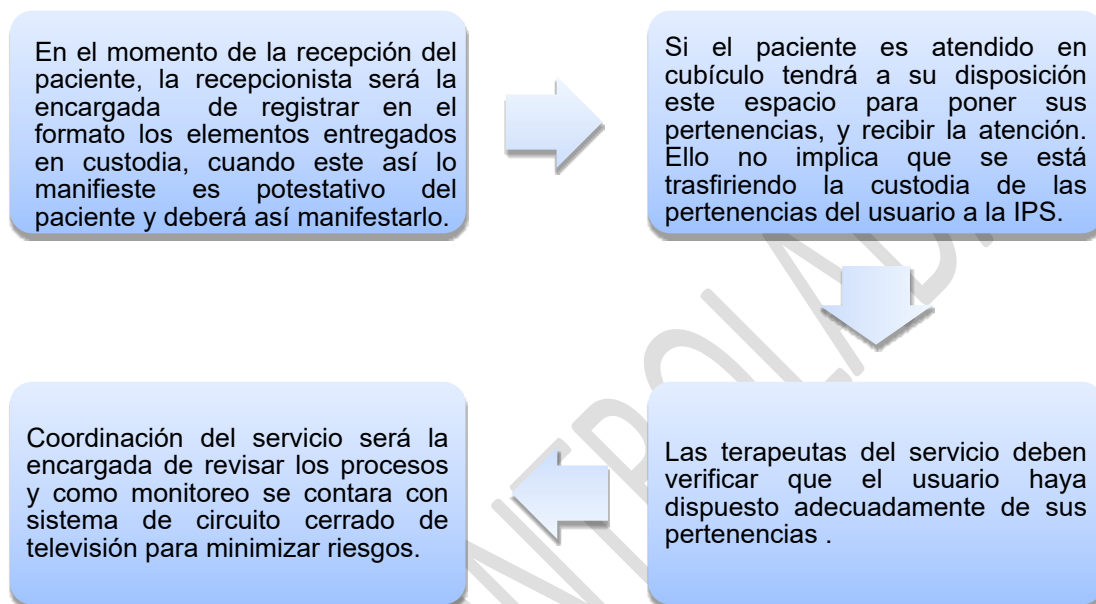 En el momento de la recepción del
paciente, la recepcionista será la
encargada de registrar en el
formato los elementos entregados
en custodia, cuando este así lo
manifieste es potestativo del
paciente y deberá así manifestarlo.
Si el paciente es atendido en
cubículo tendrá a su disposición
este espacio para poner sus
pertenencias, y recibir la atención.
Ello no implica que se está
trasfiriendo la custodia de las
pertenencias del usuario a la IPS.
Las terapeutas del servicio deben
verificar que el usuario haya
dispuesto adecuadamente de sus
pertenencias .
Coordinación del servicio será la
encargada de revisar los procesos
y como monitoreo se contara con
sistema de circuito cerrado de
televisión para minimizar riesgos.